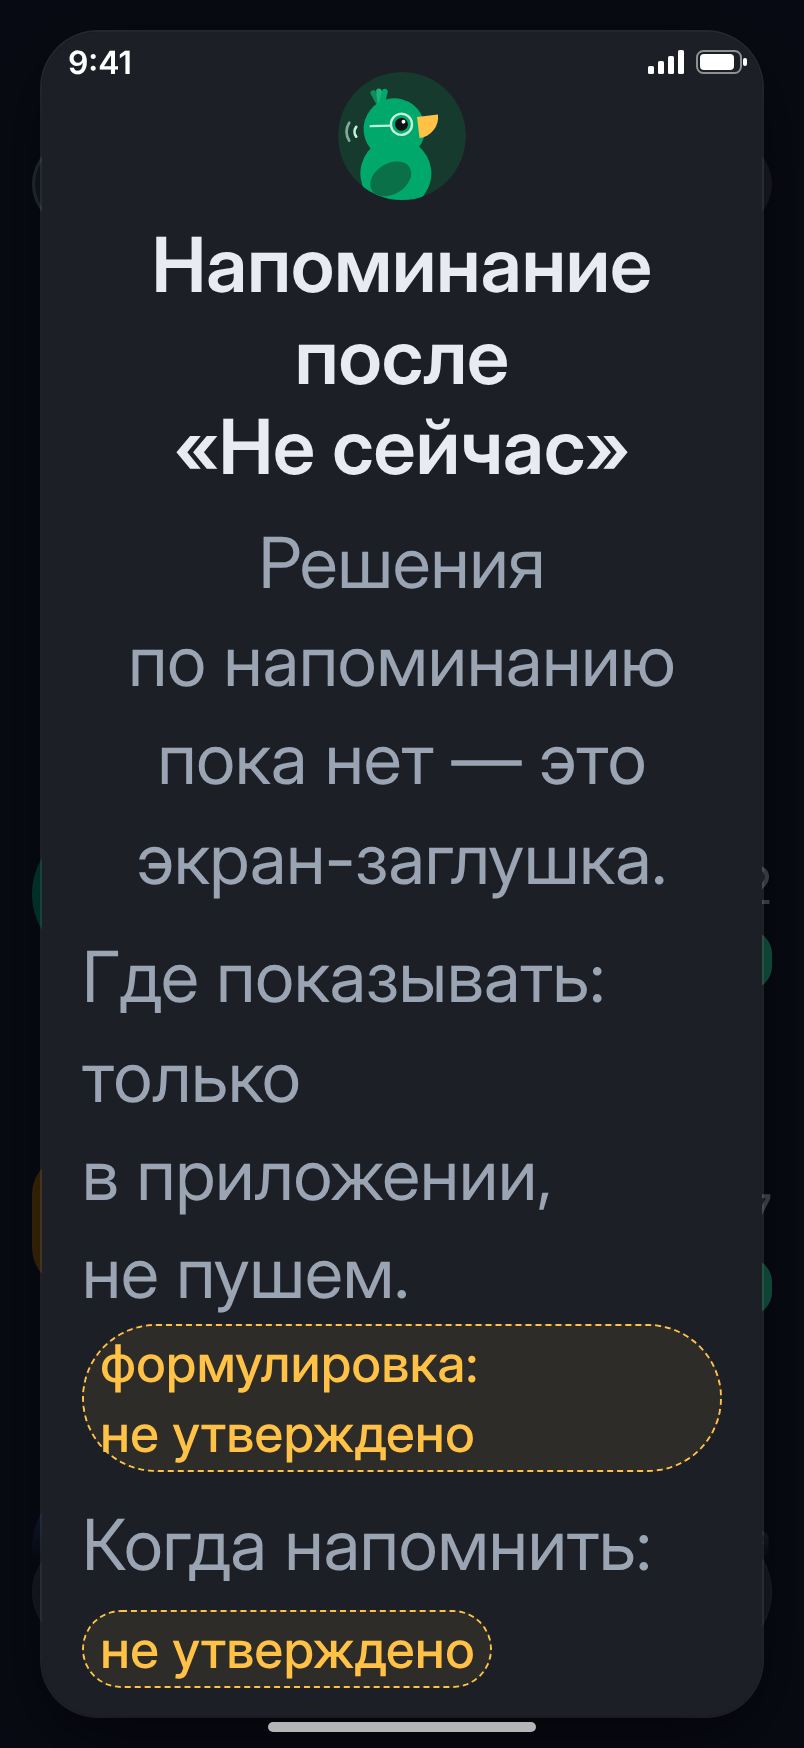 9:41
Напоминание
после
«Не сейчас»
Решения
по напоминанию
пока нет — это
экран-заглушка.
Где показывать:
только
в приложении,
не пушем.
формулировка:
не утверждено
Когда напомнить:
не утверждено